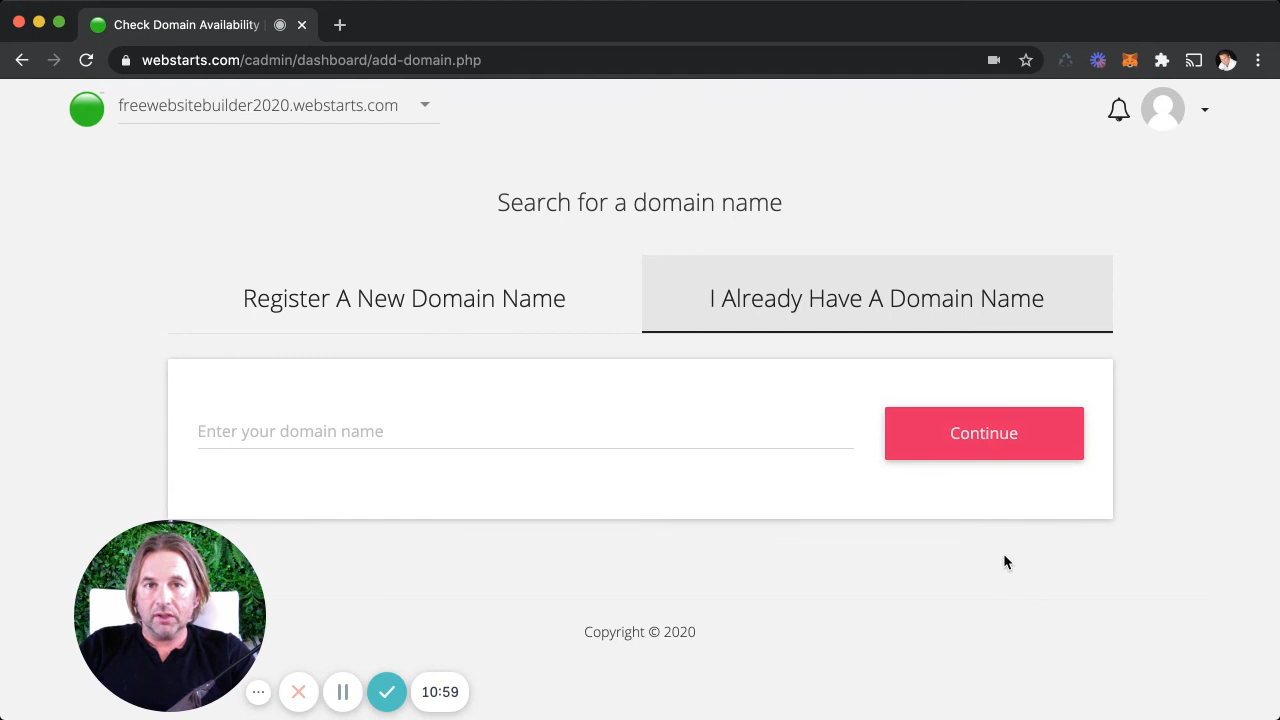 Check Domain Availability
webstarts.com/cadmin/dashboard/add-domain.php
freewebsitebuilder2020.webstarts.com
Search for a domain name
Register A New Domain Name
I Already Have A Domain Name
Enter your domain name
Continue
Copyright © 2020
10:59